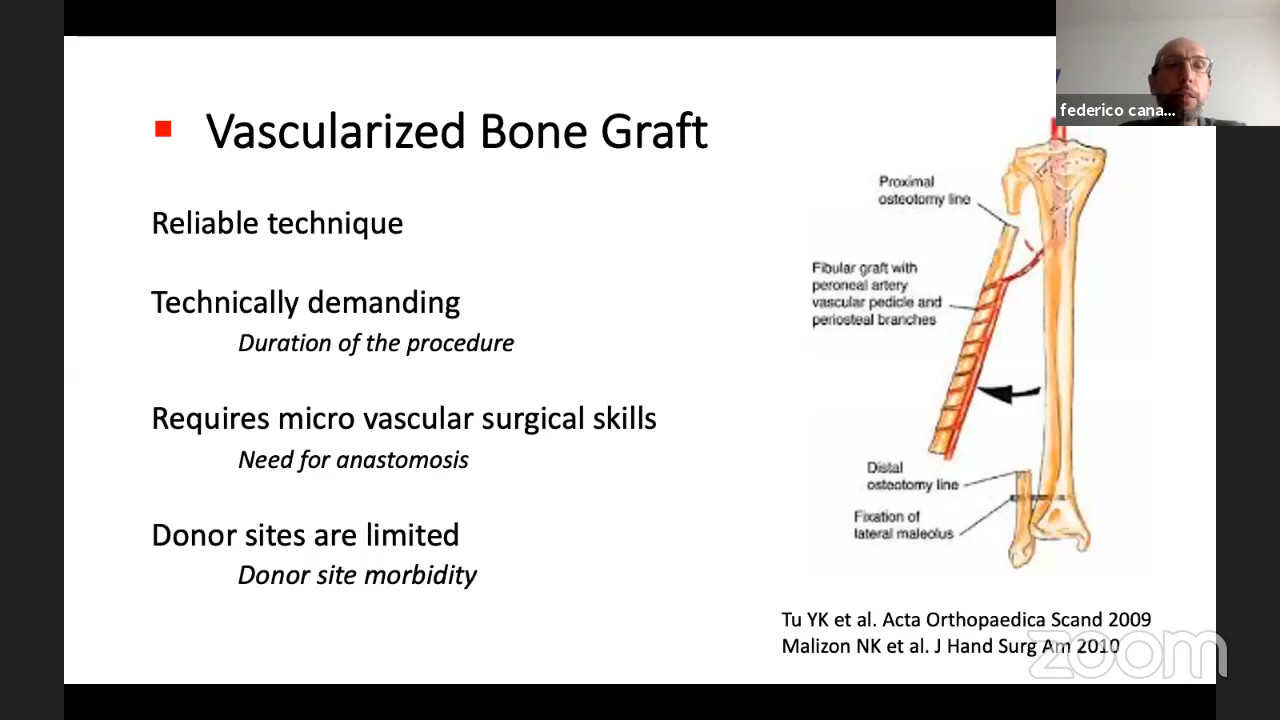 federico cana...
Vascularized Bone Graft
Reliable technique
Technically demanding
Duration of the procedure
Requires micro vascular surgical skills
Need for anastomosis
Donor sites are limited
Donor site morbidity
Proximal
osteotomy line
Fibular graft with
peroneal artery
vascular pedicle and
periosteal branches
Distal
osteotomy line
Fixation of
lateral maleolus
Tu YK et al. Acta Orthopaedica Scand 2009
Malizon NK et al. J Hand Surg Am 2010
zoom